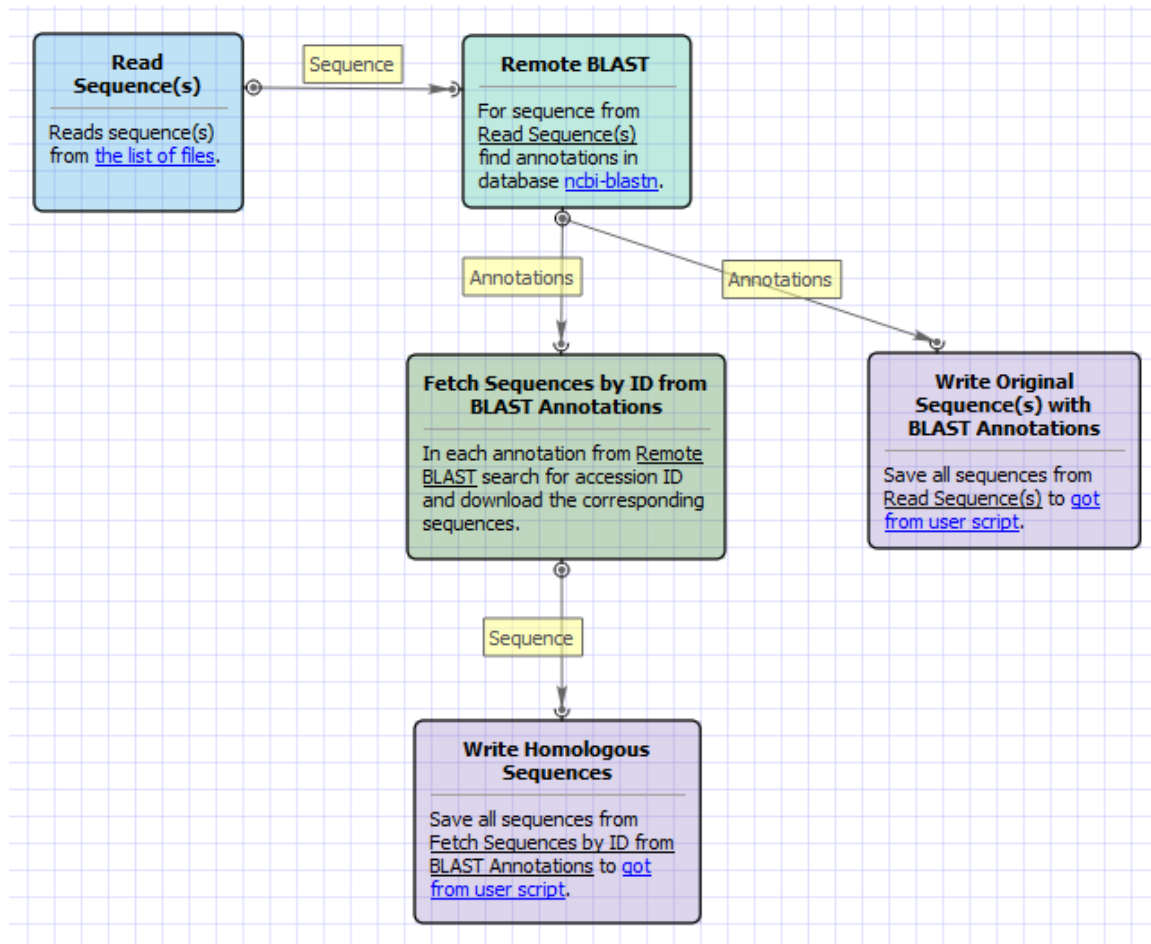 Read
Sequence(s)
Reads sequence(s)
from the list of files.
Sequence
Remote BLAST
For sequence from
Read Sequence(s)
find annotations in
database ncbi-blastn.
Annotations
Annotations
Fetch Sequences by ID from
BLAST Annotations
In each annotation from Remote
BLAST search for accession ID
and download the corresponding
sequences.
Write Original
Sequence(s) with
BLAST Annotations
Save all sequences from
Read Sequence(s) to got
from user script.
Sequence
Write Homologous
Sequences
Save all sequences from
Fetch Sequences by ID from
BLAST Annotations to got
from user script.